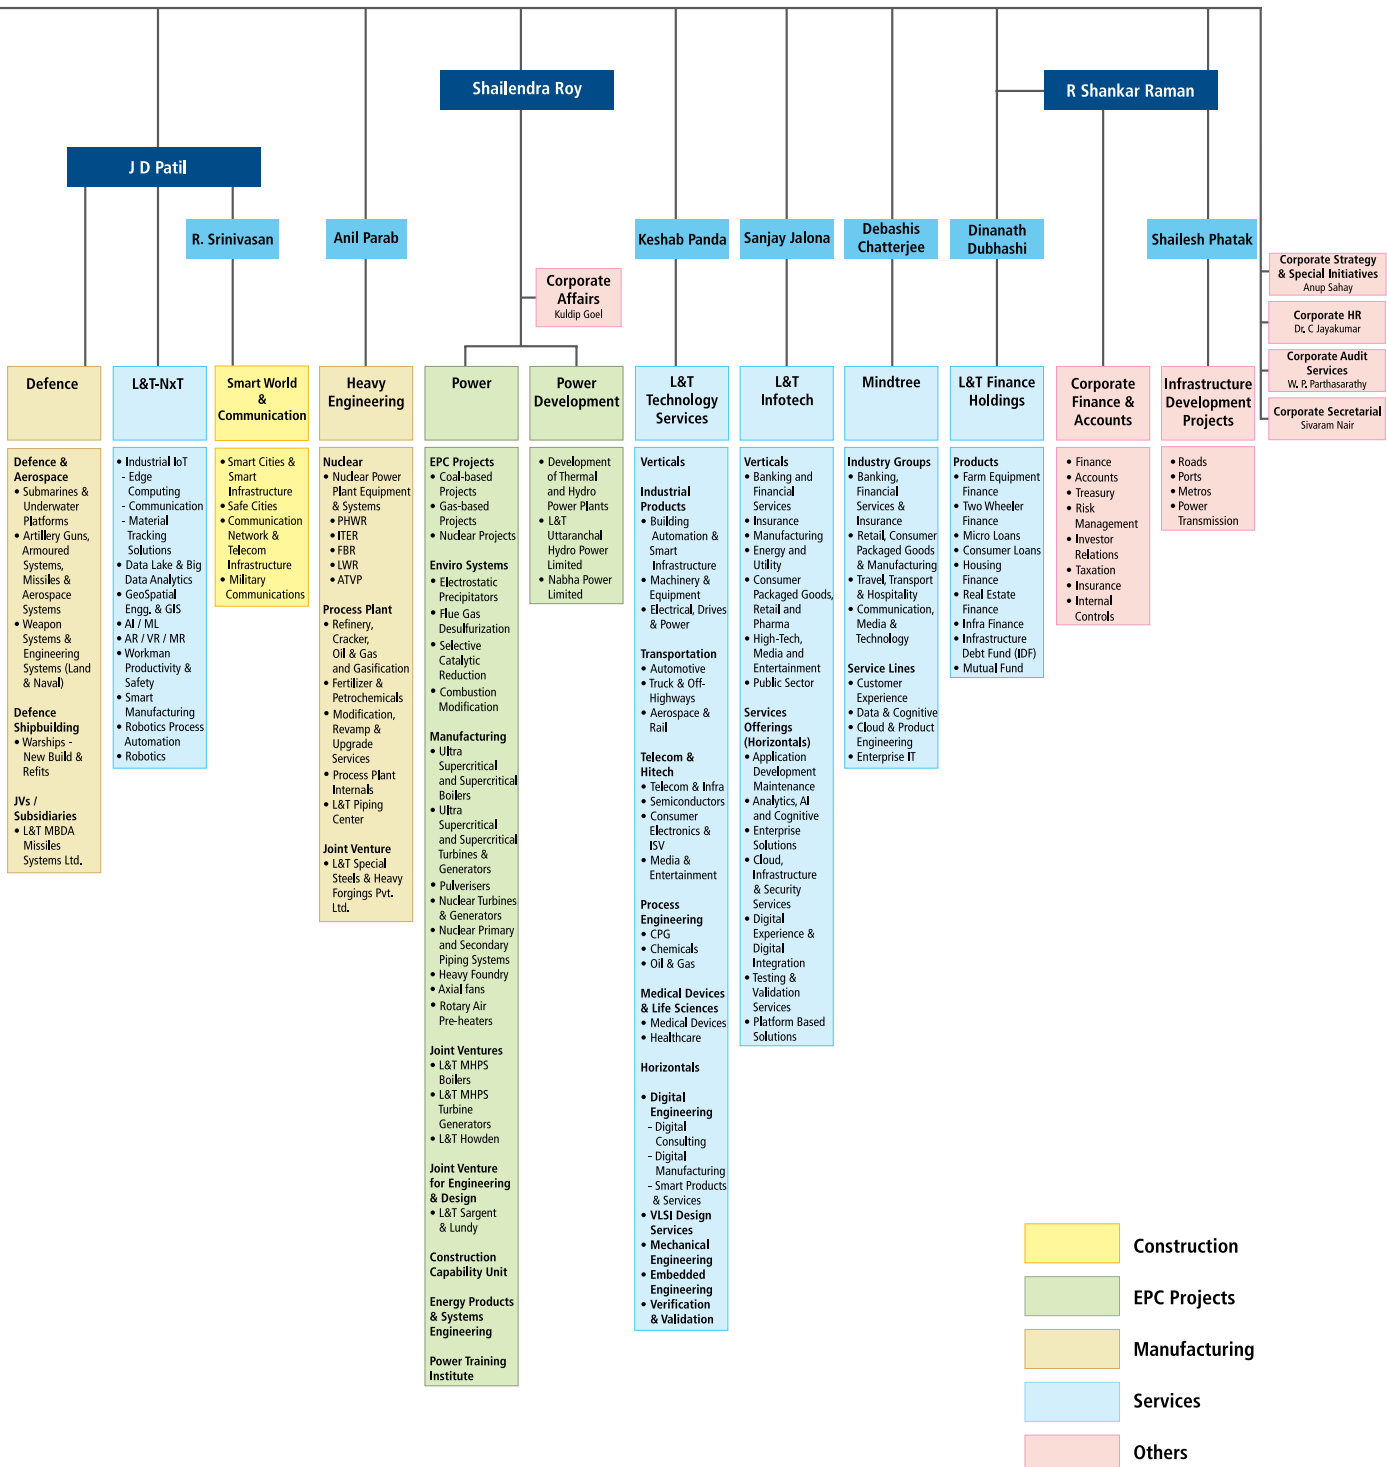 Shailendra Roy
R Shankar Raman
J D Patil
R. Srinivasan
Anil Parab
Keshab Panda
Sanjay Jalona
Debashis
Chatterjee
Dinanath
Dubhashi
Shailesh Phatak
Corporate
Affairs
Kuldip Goel
Corporate Strategy
& Special Initiatives
Anup Sahay
Corporate HR
Dr. C Jayakumar
Corporate Audit
Services
W. P. Parthasarathy
Corporate Secretarial
Sivaram Nair
Defence
Defence &
Aerospace
• Submarines &
Underwater
Platforms
• Artillery Guns,
Armoured
Systems,
Missiles &
Aerospace
Systems
• Weapon
Systems &
Engineering
Systems (Land
& Naval)
Defence
Shipbuilding
• Warships -
New Build &
Refits
JVs /
Subsidiaries
• L&T MBDA
Missiles
Systems Ltd.
L&T-NxT
• Industrial IoT
- Edge
Computing
- Communication
- Material
Tracking
Solutions
• Data Lake & Big
Data Analytics
• GeoSpatial
Engg. & GIS
• AI / ML
• AR / VR / MR
• Workman
Productivity &
Safety
• Smart
Manufacturing
• Robotics Process
Automation
• Robotics
Smart World
&
Communication
• Smart Cities &
Smart
Infrastructure
• Safe Cities
• Communication
Network &
Telecom
Infrastructure
• Military
Communications
Heavy
Engineering
Nuclear
• Nuclear Power
Plant Equipment
& Systems
• PHWR
• ITER
• FBR
• LWR
• ATVP
Process Plant
• Refinery,
Cracker,
Oil & Gas
and Gasification
• Fertilizer &
Petrochemicals
• Modification,
Revamp &
Upgrade
Services
• Process Plant
Internals
• L&T Piping
Center
Joint Venture
• L&T Special
Steels & Heavy
Forgings Pvt.
Ltd.
Power
EPC Projects
• Coal-based
Projects
• Gas-based
Projects
• Nuclear Projects
Enviro Systems
• Electrostatic
Precipitators
• Flue Gas
Desulfurization
• Selective
Catalytic
Reduction
• Combustion
Modification
Manufacturing
• Ultra
Supercritical
and Supercritical
Boilers
• Ultra
Supercritical
and Supercritical
Turbines &
Generators
• Pulverisers
• Nuclear Turbines
& Generators
• Nuclear Primary
and Secondary
Piping Systems
• Heavy Foundry
• Axial fans
• Rotary Air
Pre-heaters
Joint Ventures
• L&T MHPS
Boilers
• L&T MHPS
Turbine
Generators
• L&T Howden
Joint Venture
for Engineering
& Design
• L&T Sargent
& Lundy
Construction
Capability Unit
Energy Products
& Systems
Engineering
Power Training
Institute
Power
Development
• Development
of Thermal
and Hydro
Power Plants
• L&T
Uttaranchal
Hydro Power
Limited
• Nabha Power
Limited
L&T
Technology
Services
Verticals
Industrial
Products
• Building
Automation &
Smart
Infrastructure
• Machinery &
Equipment
• Electrical, Drives
& Power
Transportation
• Automotive
• Truck & Off-
Highways
• Aerospace &
Rail
Telecom &
Hitech
• Telecom & Infra
• Semiconductors
• Consumer
Electronics &
ISV
• Media &
Entertainment
Process
Engineering
• CPG
• Chemicals
• Oil & Gas
Medical Devices
& Life Sciences
• Medical Devices
• Healthcare
Horizontals
• Digital
Engineering
- Digital
Consulting
- Digital
Manufacturing
- Smart Products
& Services
• VLSI Design
Services
• Mechanical
Engineering
• Embedded
Engineering
• Verification
& Validation
L&T
Infotech
Verticals
• Banking and
Financial
Services
• Insurance
• Manufacturing
• Energy and
Utility
• Consumer
Packaged Goods,
Retail and
Pharma
• High-Tech,
Media and
Entertainment
• Public Sector
Services
Offerings
(Horizontals)
• Application
Development
Maintenance
• Analytics, AI
and Cognitive
• Enterprise
Solutions
• Cloud,
Infrastructure
& Security
Services
• Digital
Experience &
Digital
Integration
• Testing &
Validation
Services
• Platform Based
Solutions
Mindtree
Industry Groups
• Banking,
Financial
Services &
Insurance
• Retail, Consumer
Packaged Goods
& Manufacturing
• Travel, Transport
& Hospitality
• Communication,
Media &
Technology
Service Lines
• Customer
Experience
• Data & Cognitive
• Cloud & Product
Engineering
• Enterprise IT
L&T Finance
Holdings
Products
• Farm Equipment
Finance
• Two Wheeler
Finance
• Micro Loans
• Consumer Loans
• Housing
Finance
• Real Estate
Finance
• Infra Finance
• Infrastructure
Debt Fund (IDF)
• Mutual Fund
Corporate
Finance &
Accounts
• Finance
• Accounts
• Treasury
• Risk
Management
• Investor
Relations
• Taxation
• Insurance
• Internal
Controls
Infrastructure
Development
Projects
• Roads
• Ports
• Metros
• Power
Transmission
Construction
EPC Projects
Manufacturing
Services
Others